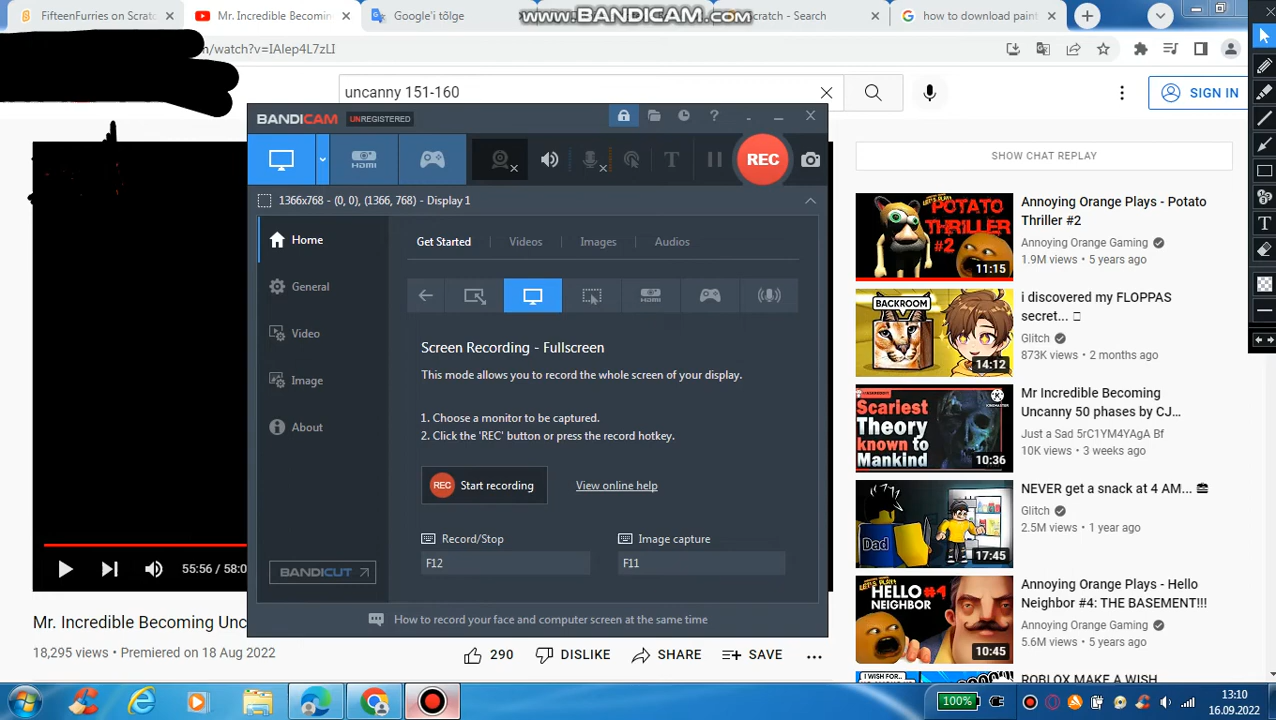 FifteenFurries on Scratc
Mr. Incredible Becomin
Google'i tõlge
www.BANDICAM.com
cratch - Search
how to download paint
/watch?v=IAlep4L7zLI
uncanny 151-160
SIGN IN
BANDICAM UNREGISTERED
HDMI
REC
1366x768 - (0, 0), (1366, 768) - Display 1
Home
General
Video
Image
About
BANDICUT
Get Started
Videos
Images
Audios
HDMI
Screen Recording - Fullscreen
This mode allows you to record the whole screen of your display.
1. Choose a monitor to be captured.
2. Click the 'REC' button or press the record hotkey.
REC Start recording
View online help
Record/Stop
Image capture
F12
F11
How to record your face and computer screen at the same time
55:56 / 58:0
Mr. Incredible Becoming Unc
18,295 views • Premiered on 18 Aug 2022
290
DISLIKE
SHARE
SAVE
SHOW CHAT REPLAY
POTATO
THRILLER
#2
11:15
Annoying Orange Plays - Potato
Thriller #2
Annoying Orange Gaming
1.9M views • 5 years ago
BACKROOM
14:12
i discovered my FLOPPAS
secret...
Glitch
873K views • 2 months ago
Scariest
Theory
known to
Mankind
10:36
Mr Incredible Becoming
Uncanny 50 phases by CJ...
Just a Sad 5rC1YM4YAgA Bf
10K views • 3 weeks ago
Dad
17:45
NEVER get a snack at 4 AM...
Glitch
2.5M views • 1 year ago
HELLO
NEIGHBOR
#4
10:45
Annoying Orange Plays - Hello
Neighbor #4: THE BASEMENT!!!
Annoying Orange Gaming
5.6M views • 5 years ago
I WISH FOR..
ROBLOX MAKE A WISH
100%
13:10
16.09.2022